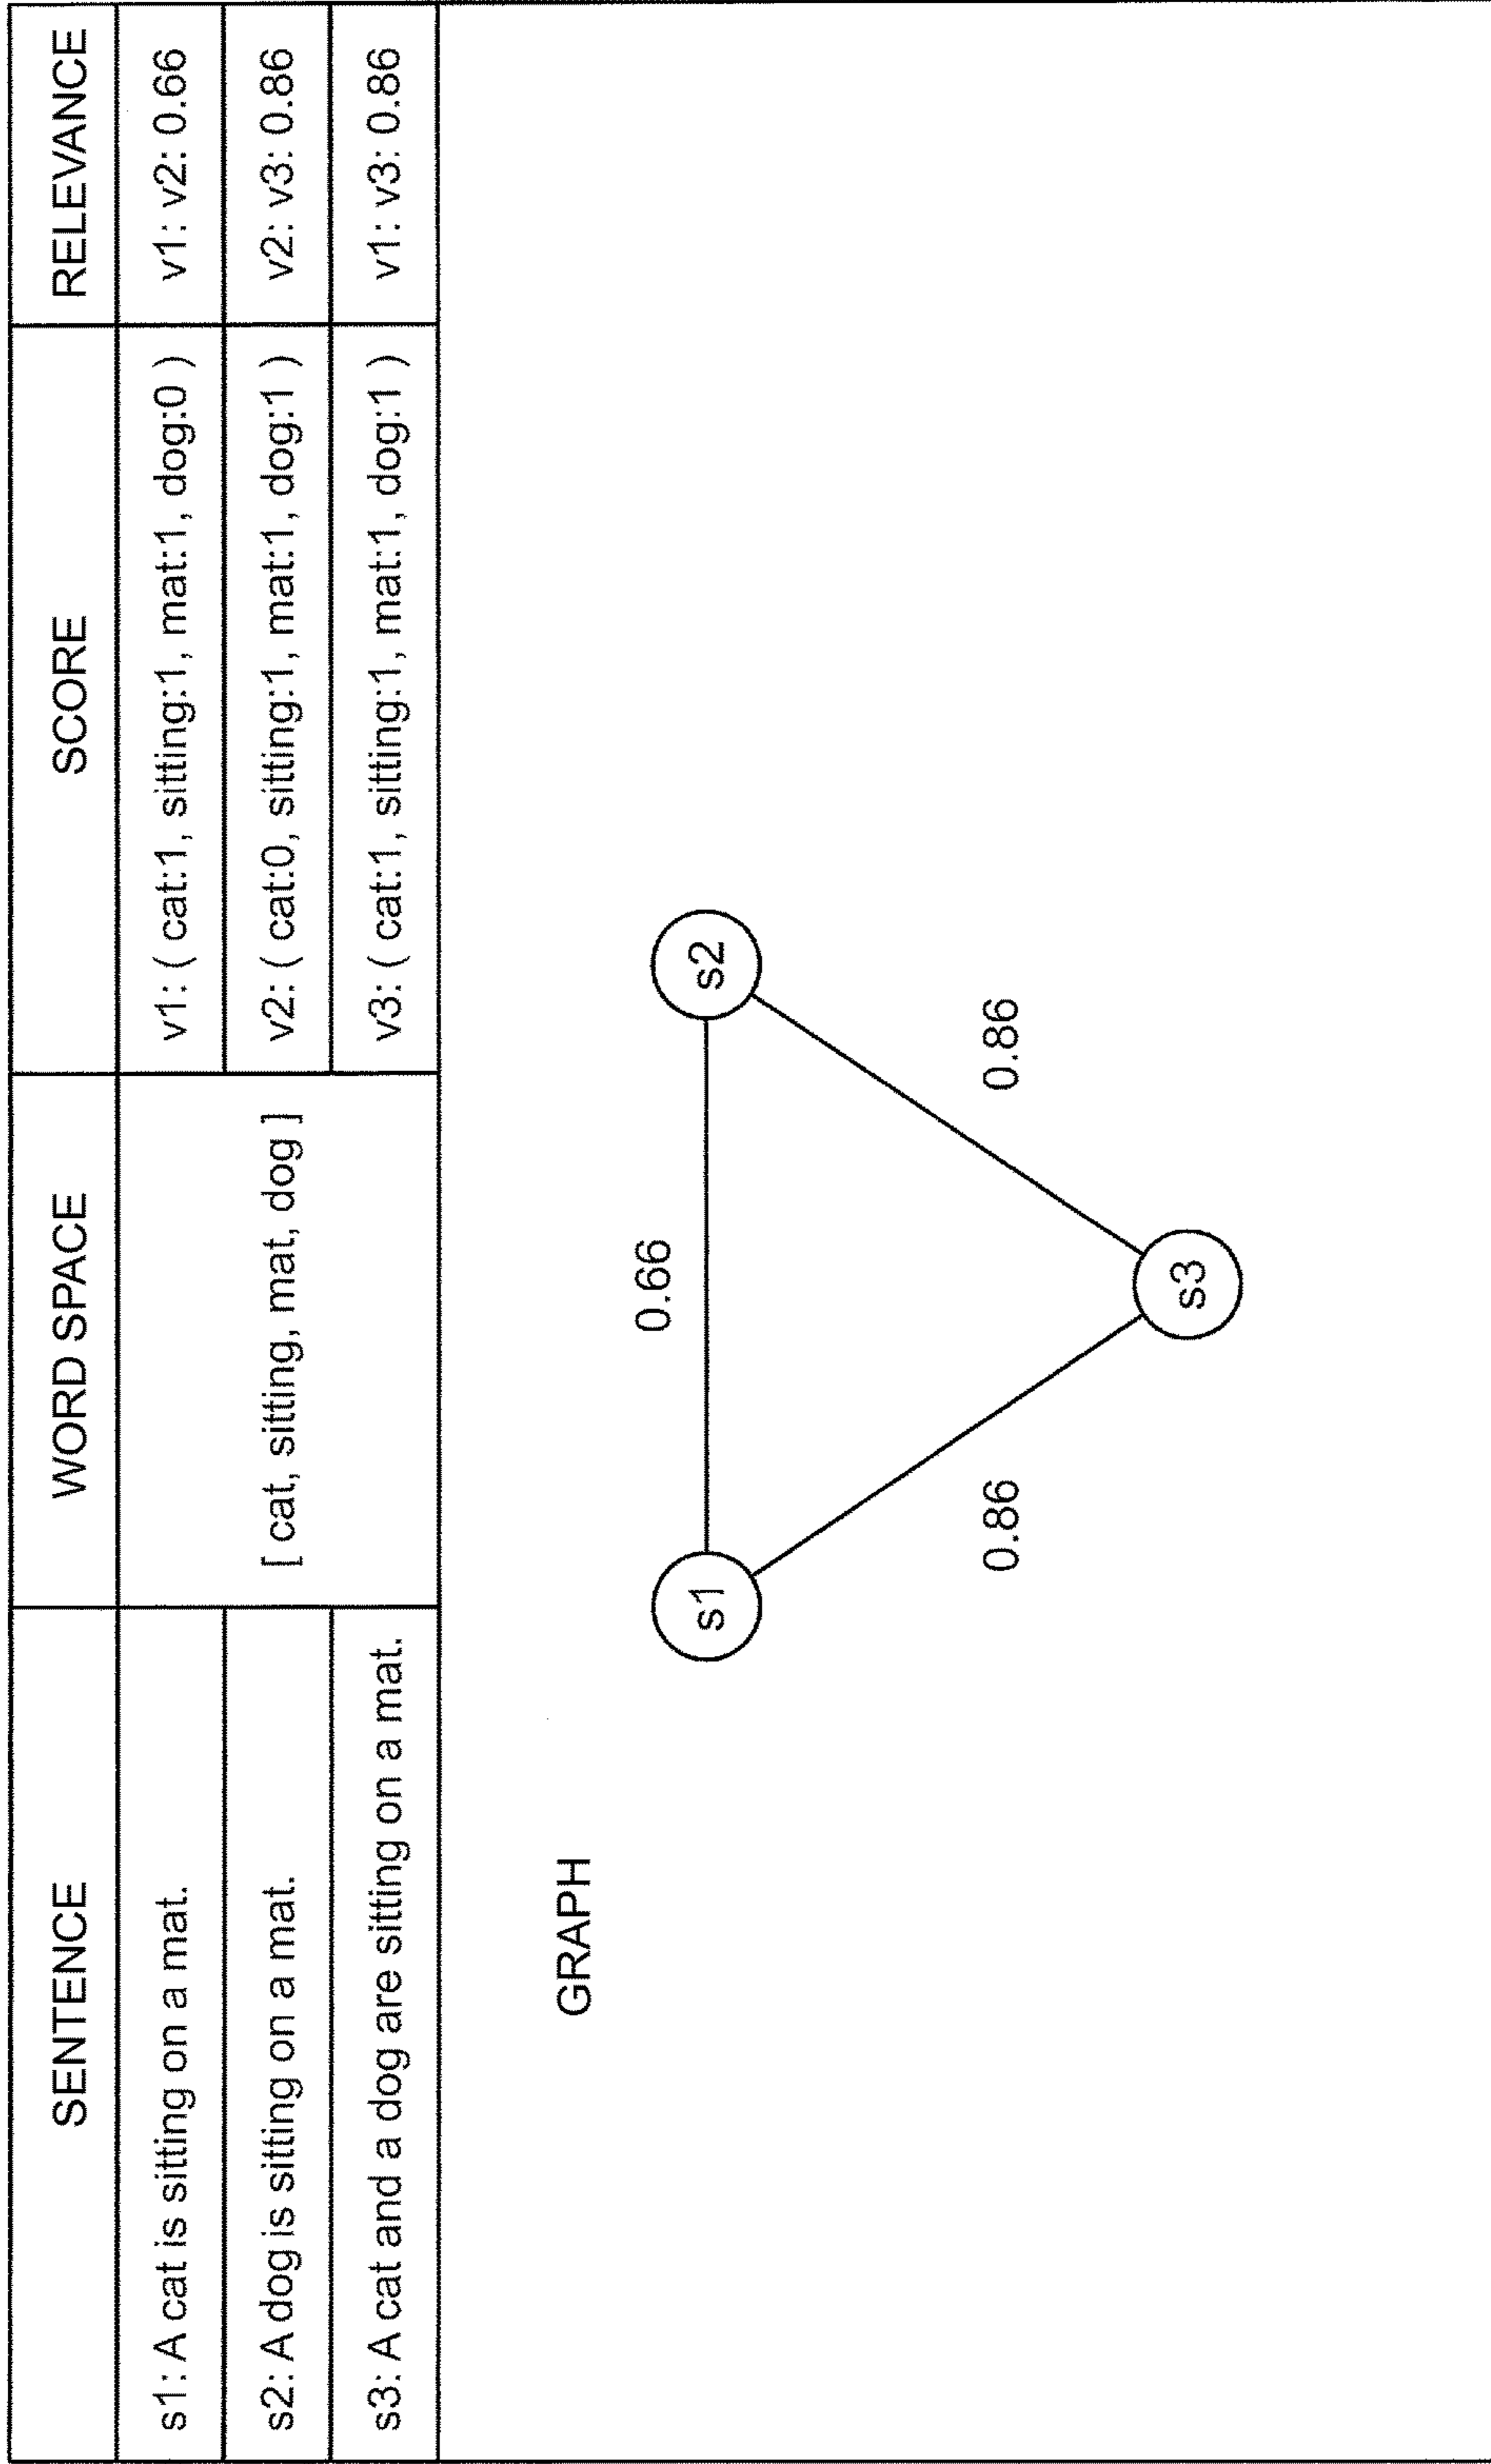 SENTENCE WORD SPACE SCORE RELEVANCE
s1: A cat is sitting on a mat. v1: ( cat:1, sitting:1, mat:1, dog:0 ) v1: v2: 0.66
s2: A dog is sitting on a mat. [ cat, sitting, mat, dog ] v2: ( cat:0, sitting:1, mat:1, dog:1 ) v2: v3: 0.86
s3: A cat and a dog are sitting on a mat. v3: ( cat:1, sitting:1, mat:1, dog:1 ) v1: v3: 0.86
GRAPH
0.66
s1 s2
0.86 0.86
s3